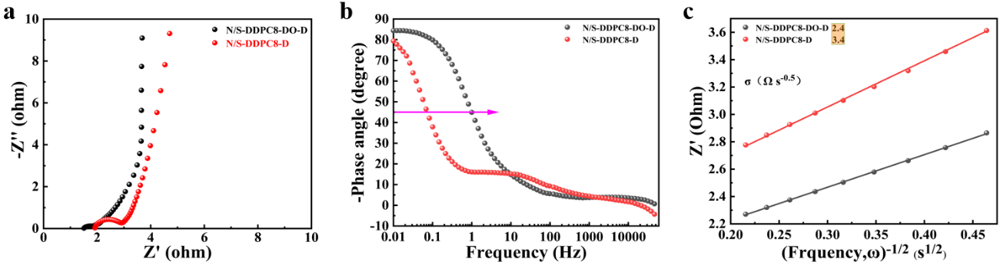 a
N/S-DDPC8-DO-D
N/S-DDPC8-D
-Z'' (ohm)
10
8
6
4
2
0
0 2 4 6 8 10
Z' (ohm)
b
N/S-DDPC8-DO-D
N/S-DDPC8-D
-Phase angle (degree)
90
80
70
60
50
40
30
20
10
0
-10
0.01 0.1 1 10 100 1000 10000
Frequency (Hz)
c
N/S-DDPC8-DO-D 2.4
N/S-DDPC8-D 3.4
σ（Ω s-0.5）
Z' (Ohm)
3.6
3.4
3.2
3.0
2.8
2.6
2.4
2.2
0.20 0.25 0.30 0.35 0.40 0.45 0.50
(Frquency,ω)-1/2 (s1/2)